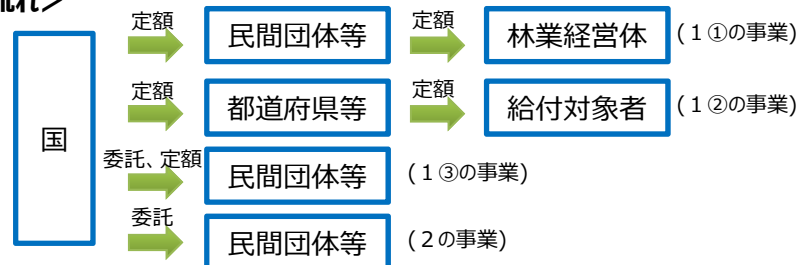 流れ>
定額 定額
民間団体等 林業経営体 (１①の事業)
定額 定額
都道府県等 給付対象者 (１②の事業)
国
委託、定額
民間団体等 (１③の事業)
委託
民間団体等 (２の事業)